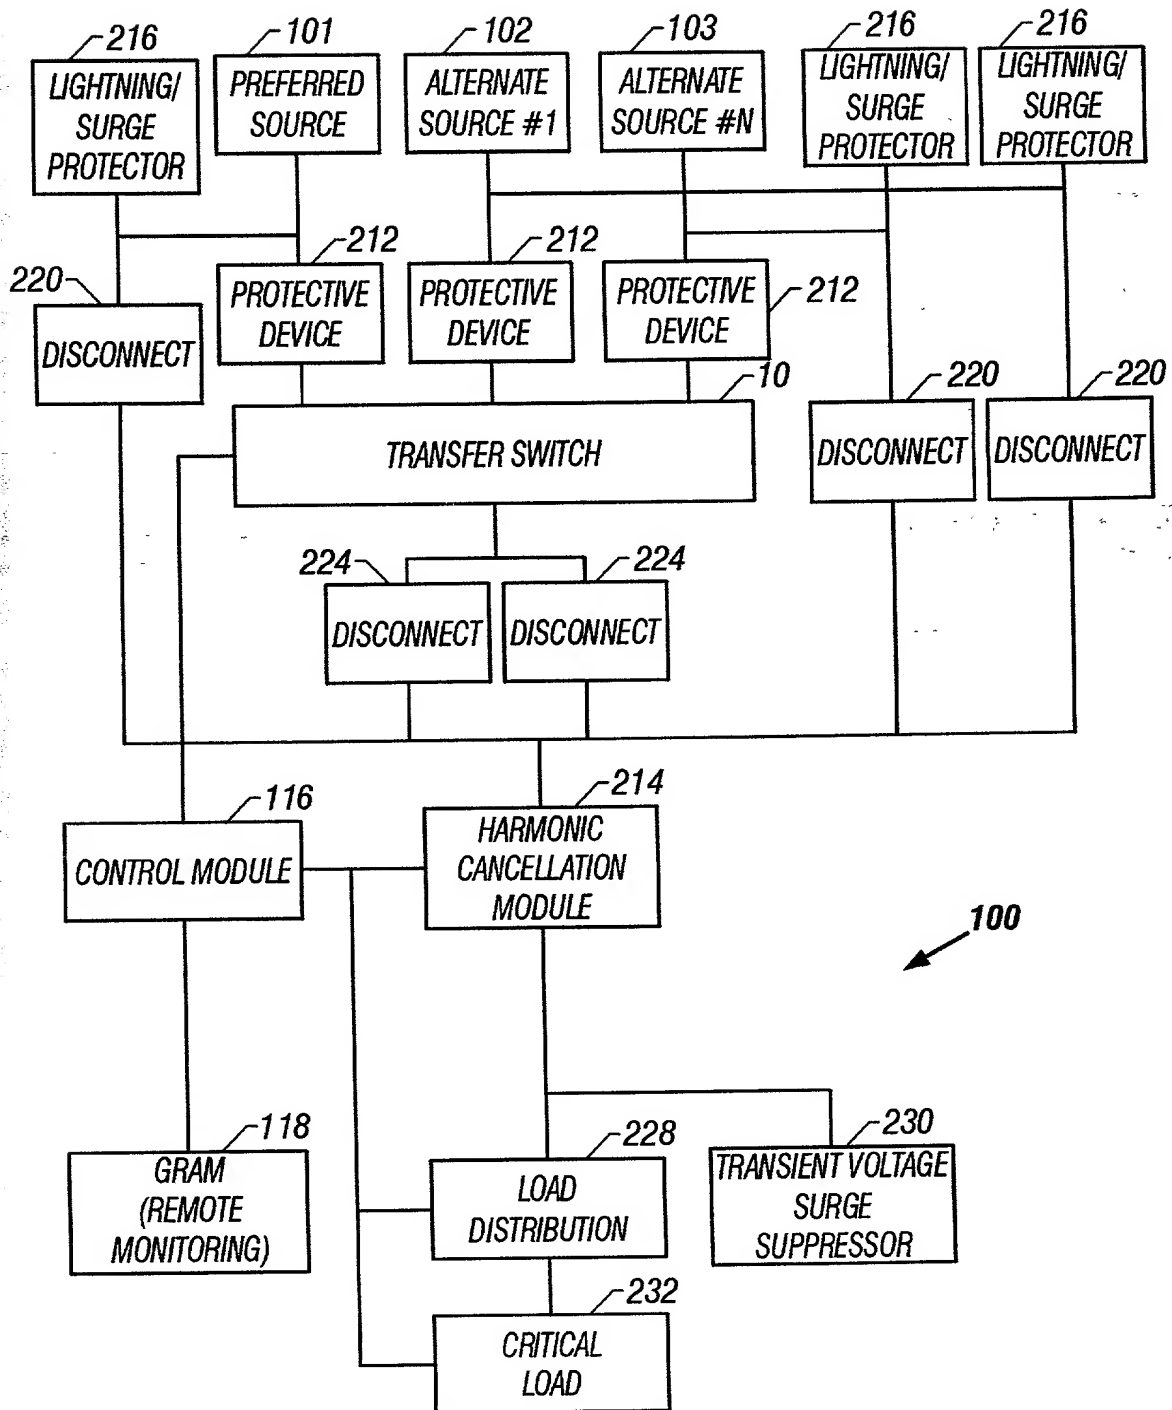 216
101
102
103
216
216
LIGHTNING/
SURGE
PROTECTOR
PREFERRED
SOURCE
ALTERNATE
SOURCE #1
ALTERNATE
SOURCE #N
LIGHTNING/
SURGE
PROTECTOR
LIGHTNING/
SURGE
PROTECTOR
220
212
212
212
DISCONNECT
PROTECTIVE
DEVICE
PROTECTIVE
DEVICE
PROTECTIVE
DEVICE
10
220
220
TRANSFER SWITCH
DISCONNECT
DISCONNECT
224
224
DISCONNECT
DISCONNECT
116
214
CONTROL MODULE
HARMONIC
CANCELLATION
MODULE
100
118
228
230
GRAM
(REMOTE
MONITORING)
LOAD
DISTRIBUTION
TRANSIENT VOLTAGE
SURGE
SUPPRESSOR
232
CRITICAL
LOAD